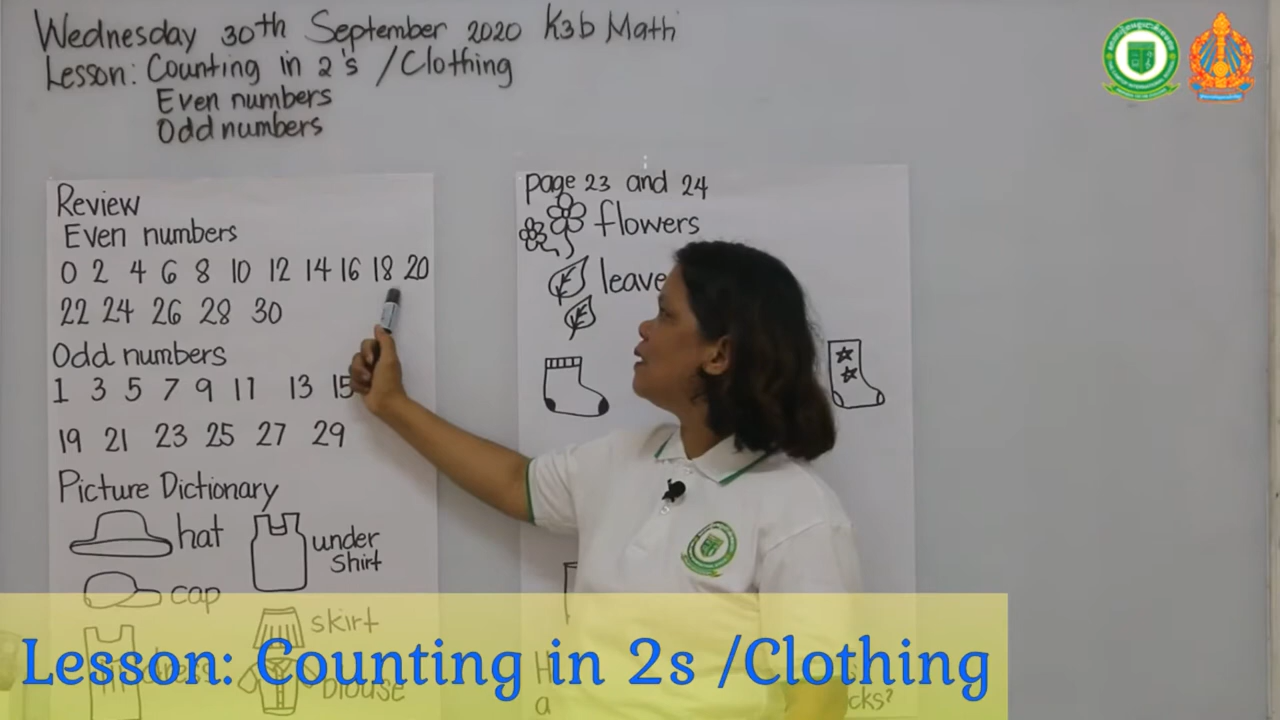 Wednesday 30th September 2020 K3b Math
Lesson: Counting in 2's /Clothing
Even numbers
Odd numbers
Review
Even numbers
0 2 4 6 8 10 12 14 16 18 20
22 24 26 28 30
Odd numbers
1 3 5 7 9 11 13 15
19 21 23 25 27 29
Picture Dictionary
hat
under
shirt
cap
skirt
dress
blouse
page 23 and 24
flowers
leave
H
a
cks?
Lesson: Counting in 2s /Clothing